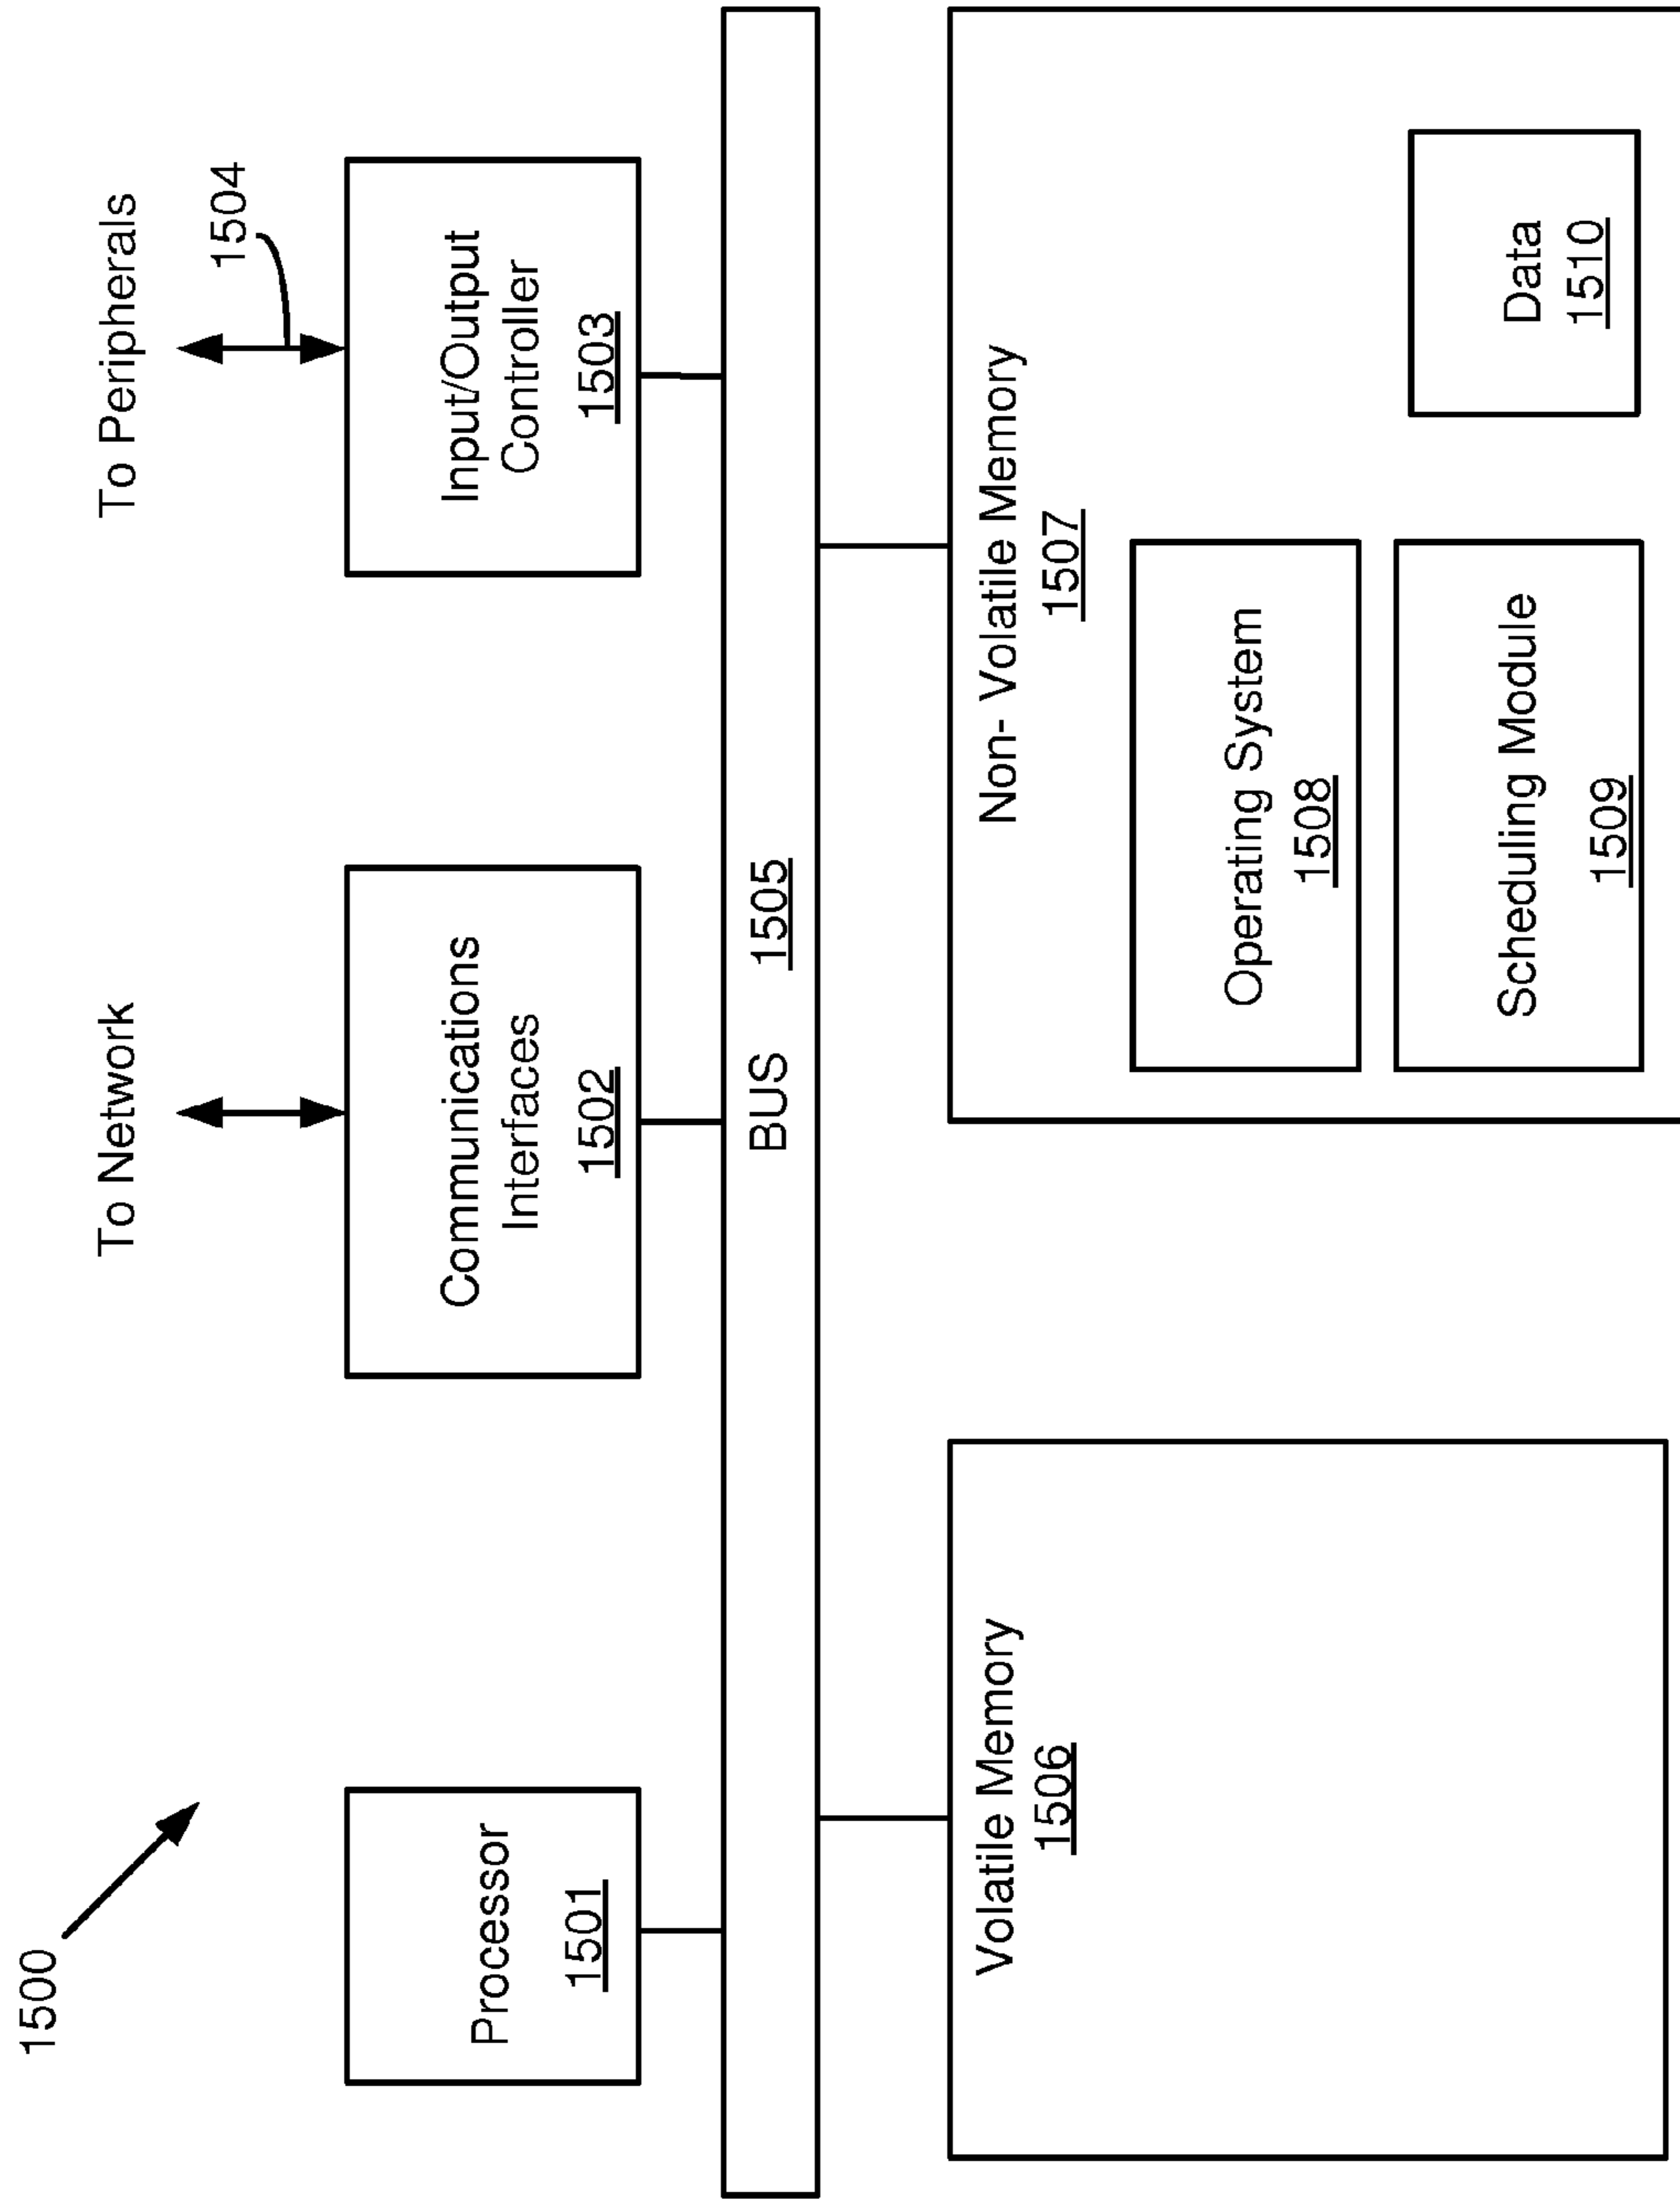 1500
To Network
To Peripherals
1504
Processor
1501
Communications
Interfaces
1502
Input/Output
Controller
1503
BUS 1505
Volatile Memory
1506
Non- Volatile Memory
1507
Operating System
1508
Scheduling Module
1509
Data
1510